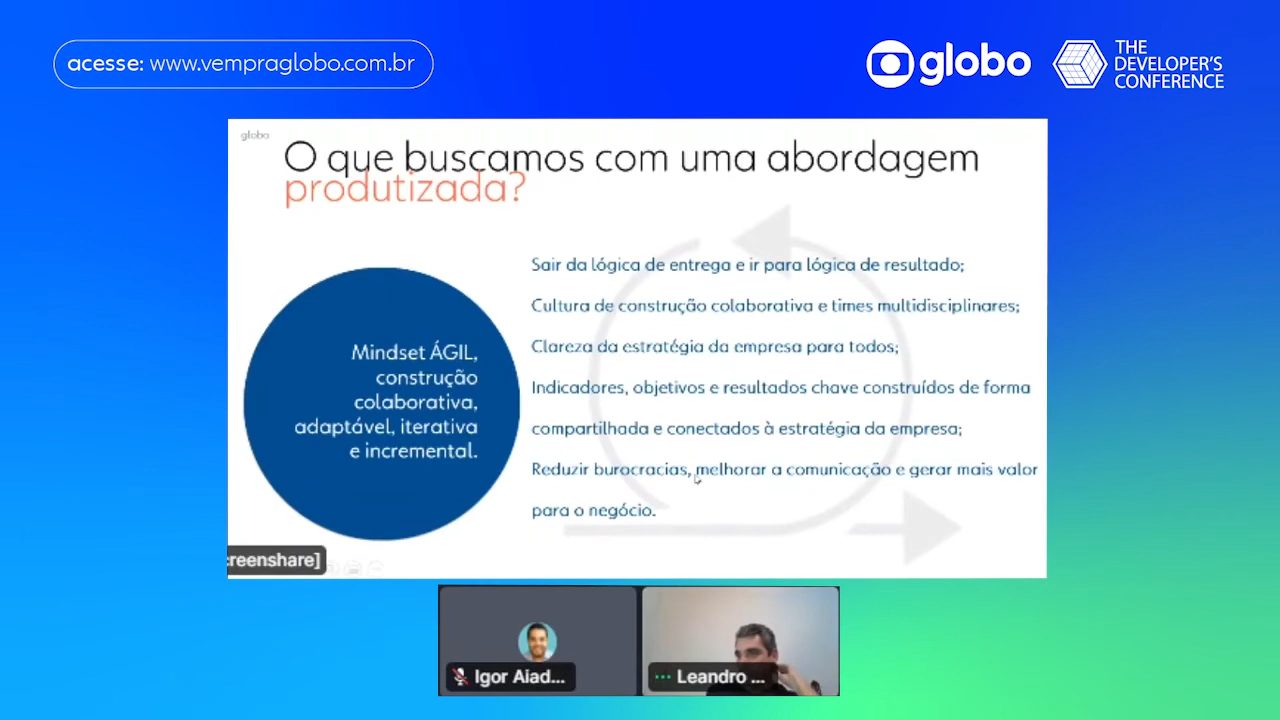 acesse: www.vempraglobo.com.br
globo
THE
DEVELOPER'S
CONFERENCE
globo
O que buscamos com uma abordagem
produtizada?
Mindset ÁGIL,
construção
colaborativa,
adaptável, iterativa
e incremental.
Sair da lógica de entrega e ir para lógica de resultado;
Cultura de construção colaborativa e times multidisciplinares;
Clareza da estratégia da empresa para todos;
Indicadores, objetivos e resultados chave construídos de forma
compartilhada e conectados à estratégia da empresa;
Reduzir burocracias, melhorar a comunicação e gerar mais valor
para o negócio.
creenshare]
Igor Aiad...
Leandro ...